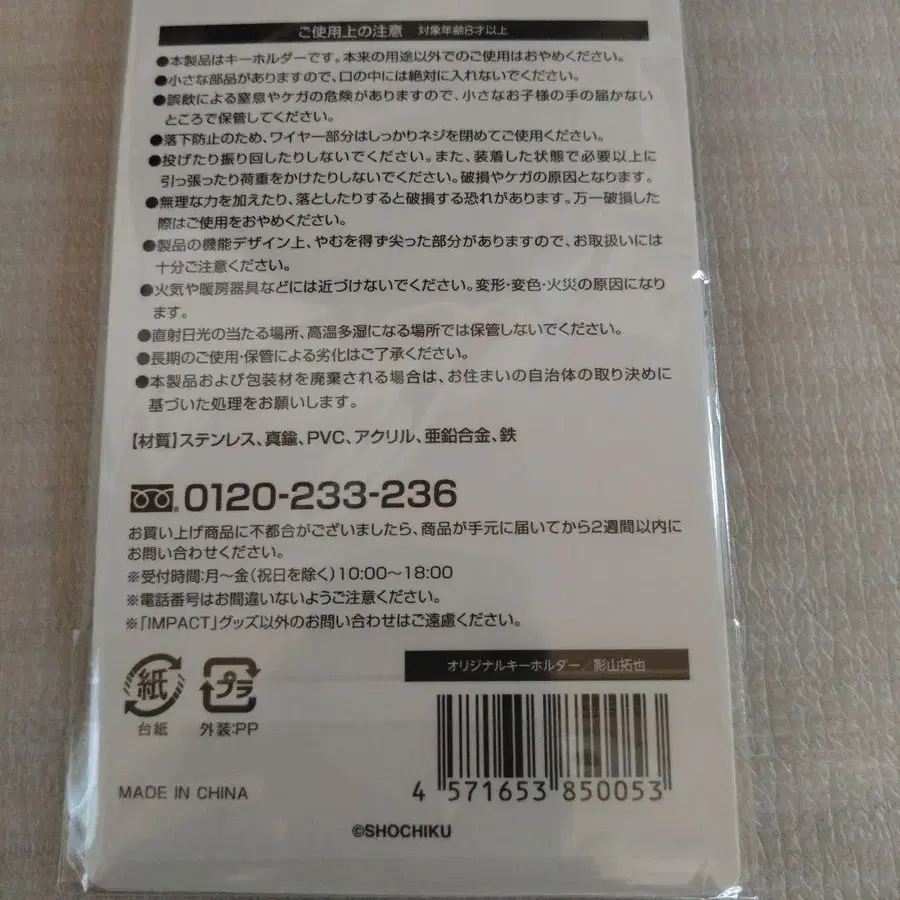 ご使用上の注意 対象年齢8才以上
●本製品はキーホルダーです。本来の用途以外でのご使用はおやめください。
●小さな部品がありますので、口の中には絶対に入れないでください。
●誤飲による窒息やケガの危険がありますので、小さなお子様の手の届かない
ところで保管してください。
●落下防止のため、ワイヤー部分はしっかりネジを閉めてご使用ください。
●投げたり振り回したりしないでください。また、装着した状態で必要以上に
引っ張ったり荷重をかけたりしないでください。破損やケガの原因となります。
●無理な力を加えたり、落としたりすると破損する恐れがあります。万一破損した
際はご使用をおやめください。
●製品の機能デザイン上、やむを得ず尖った部分がありますので、お取扱いには
十分ご注意ください。
●火気や暖房器具などには近づけないでください。変形・変色・火災の原因になり
ます。
●直射日光の当たる場所、高温多湿になる場所では保管しないでください。
●長期のご使用・保管による劣化はご了承ください。
●本製品および包装材を廃棄される場合は、お住まいの自治体の取り決めに
基づいた処理をお願いします。
【材質】ステンレス、真鍮、PVC、アクリル、亜鉛合金、鉄
0120-233-236
お買い上げ商品に不都合がございましたら、商品が手元に届いてから2週間以内に
お問い合わせください。
※受付時間:月〜金(祝日を除く)10:00〜18:00
※電話番号はお間違いないようご注意ください。
※「IMPACT」グッズ以外のお問い合わせはご遠慮ください。
オリジナルキーホルダー/影山拓也
紙
プラ
台紙
外装:PP
MADE IN CHINA
4 571653 850053
©SHOCHIKU